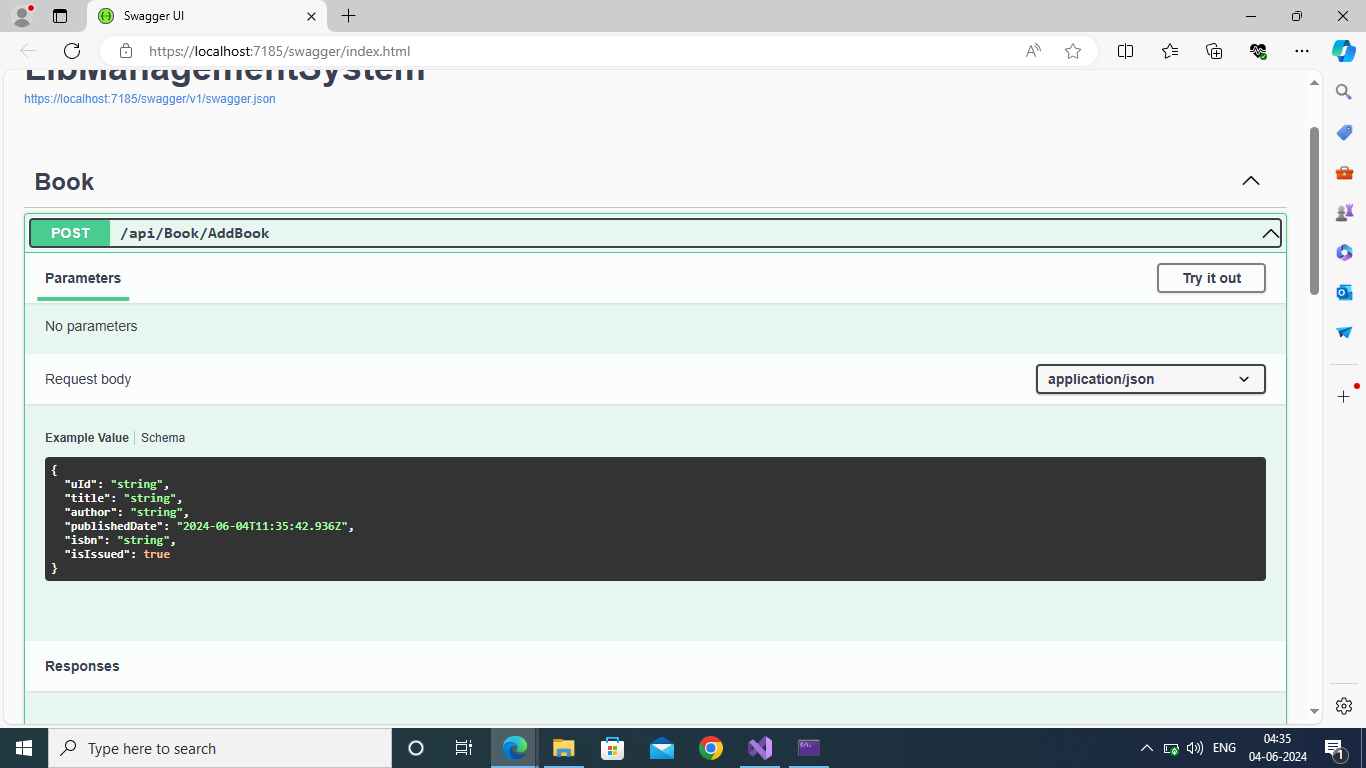 Swagger UI
https://localhost:7185/swagger/index.html
LibManagementSystem
https://localhost:7185/swagger/v1/swagger.json
Book
POST /api/Book/AddBook
Parameters
Try it out
No parameters
Request body
application/json
Example Value Schema
{
"uId": "string",
"title": "string",
"author": "string",
"publishedDate": "2024-06-04T11:35:42.936Z",
"isbn": "string",
"isIssued": true
}
Responses
Type here to search
ENG
04:35
04-06-2024
1